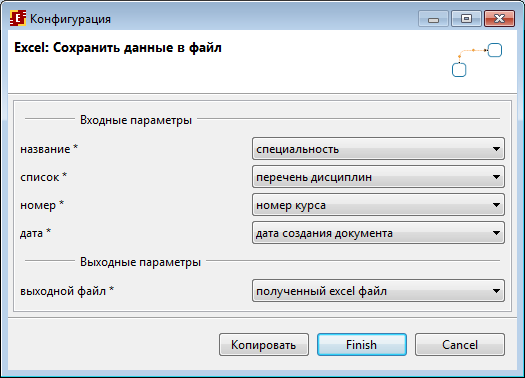 Конфигурация
Excel: Сохранить данные в файл
Входные параметры
название * специальность
список * перечень дисциплин
номер * номер курса
дата * дата создания документа
Выходные параметры
выходной файл * полученный excel файл
Копировать Finish Cancel